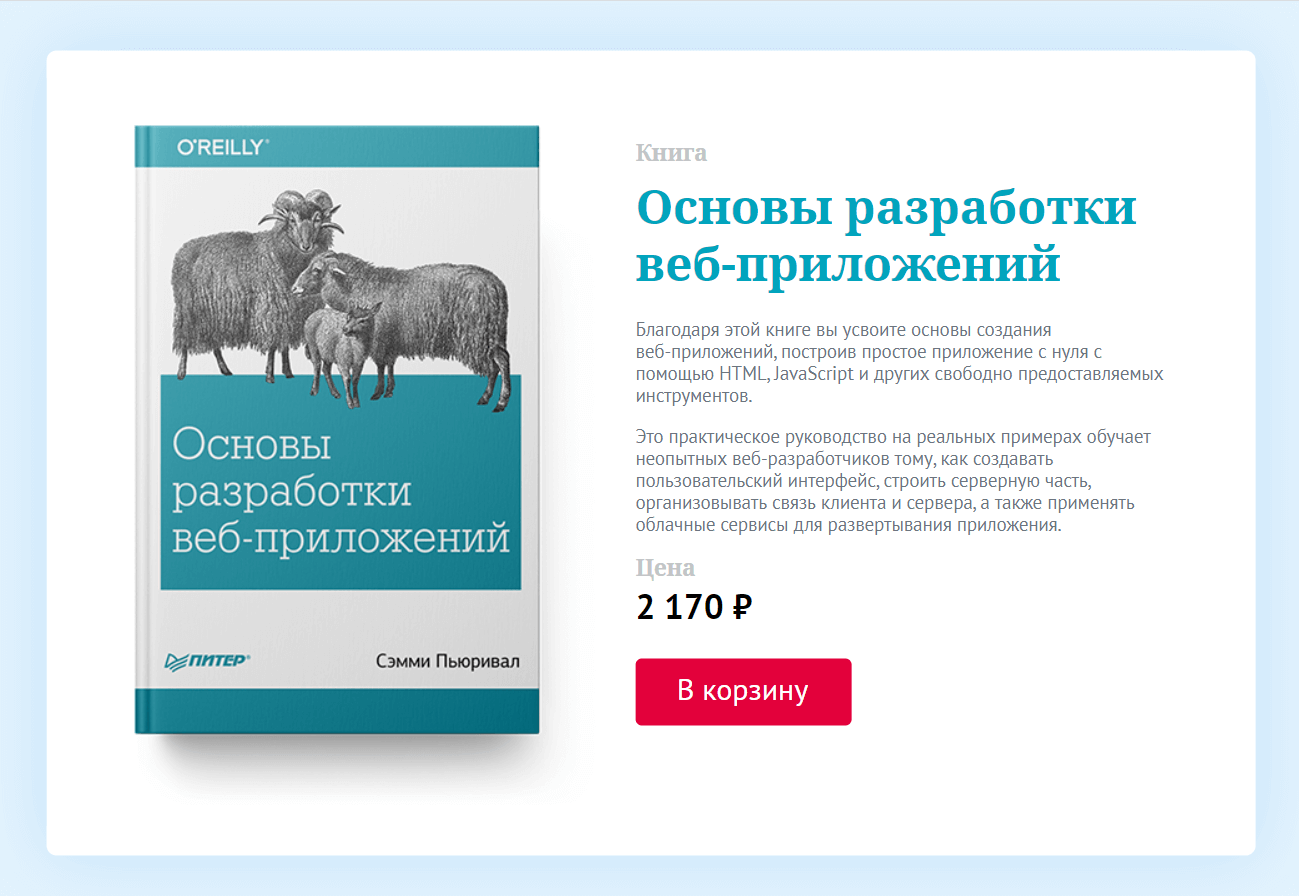 O'REILLY®
Основы
разработки
веб-приложений
ПИТЕР®
Сэмми Пьюривал
Книга
Основы разработки
веб-приложений
Благодаря этой книге вы усвоите основы создания
веб-приложений, построив простое приложение с нуля с
помощью HTML, JavaScript и других свободно предоставляемых
инструментов.
Это практическое руководство на реальных примерах обучает
неопытных веб-разработчиков тому, как создавать
пользовательский интерфейс, строить серверную часть,
организовывать связь клиента и сервера, а также применять
облачные сервисы для развертывания приложения.
Цена
2 170 ₽
В корзину